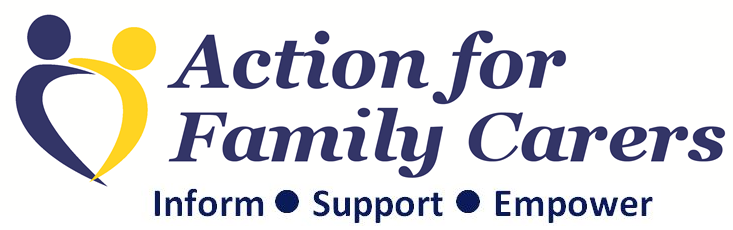 Action for
Family Carers
Inform ● Support ● Empower